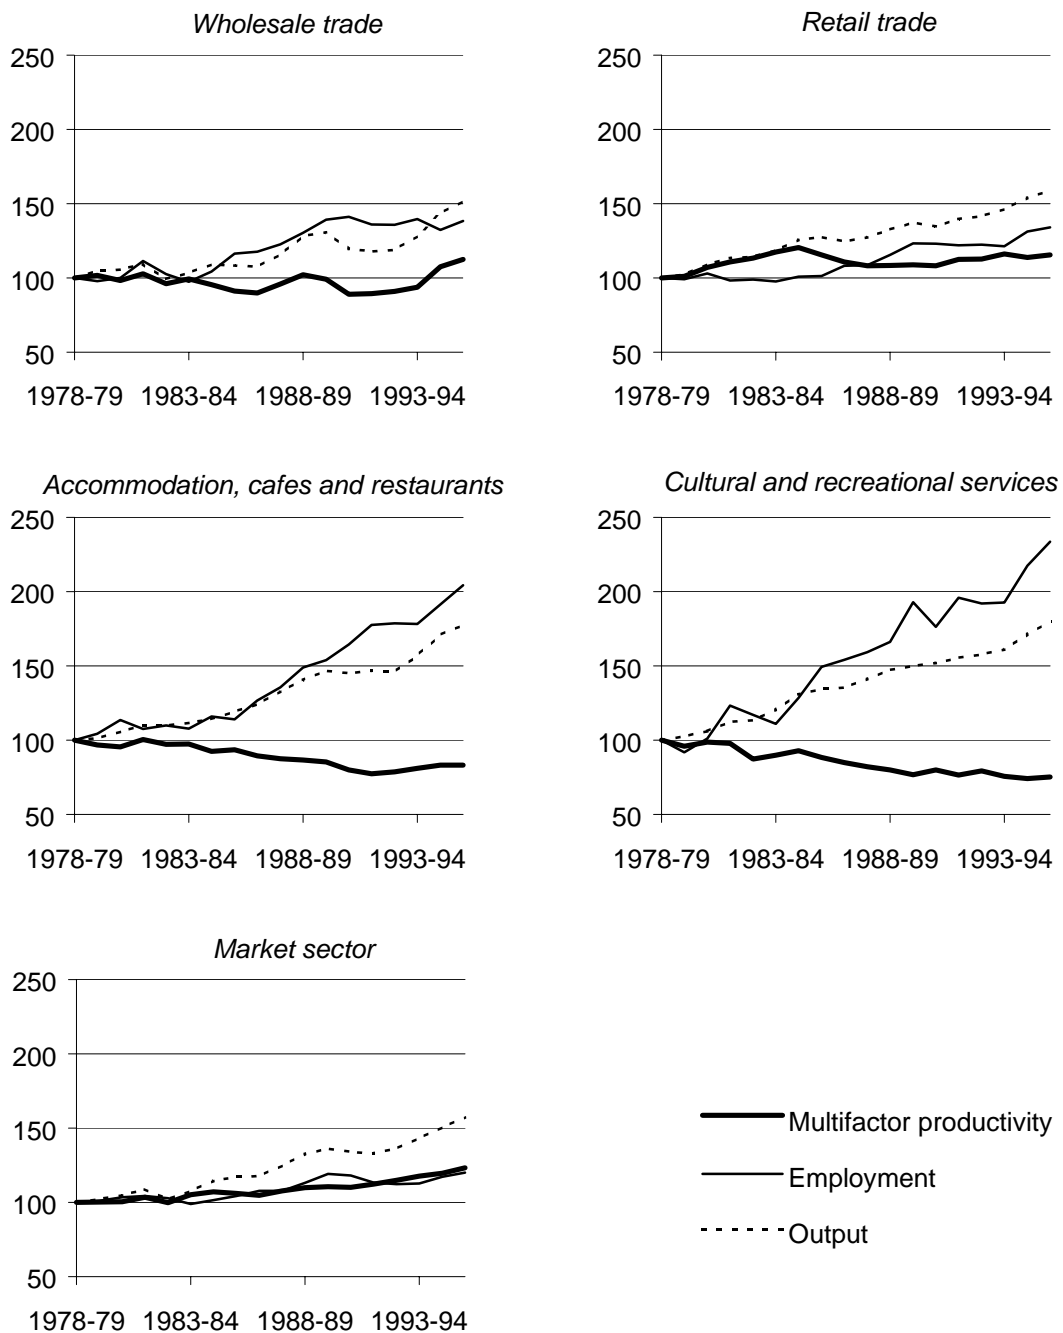 Wholesale trade
250
200
150
100
50
1978-79 1983-84 1988-89 1993-94
Retail trade
250
200
150
100
50
1978-79 1983-84 1988-89 1993-94
Accommodation, cafes and restaurants
250
200
150
100
50
1978-79 1983-84 1988-89 1993-94
Cultural and recreational services
250
200
150
100
50
1978-79 1983-84 1988-89 1993-94
Market sector
250
200
150
100
50
1978-79 1983-84 1988-89 1993-94
Multifactor productivity
Employment
Output